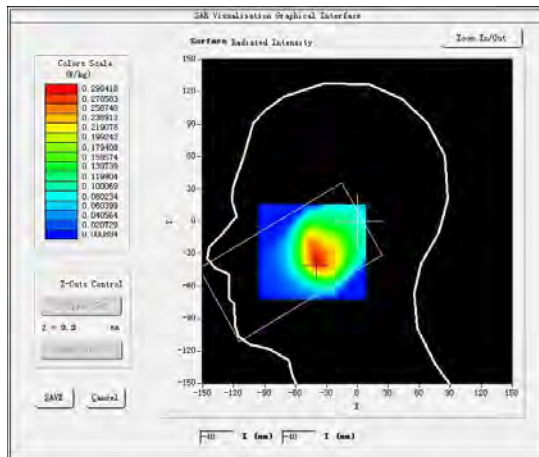 SAR Visualisation Graphical Interface
Surface Radiated Intensity
Zoom In/Out
Colors Scale
(W/kg)
0.298418
0.278583
0.258748
0.238913
0.219078
0.199243
0.179408
0.159574
0.139739
0.119904
0.100069
0.080234
0.060399
0.040564
0.020729
0.000894
150
120
90
60
30
0
-30
-60
-90
-120
-150
-150 -120 -90 -60 -30 0 30 60 90 120 150
Z-Cuts Control
SAVE
Cancel
-40
(mm)
-40
Y (mm)